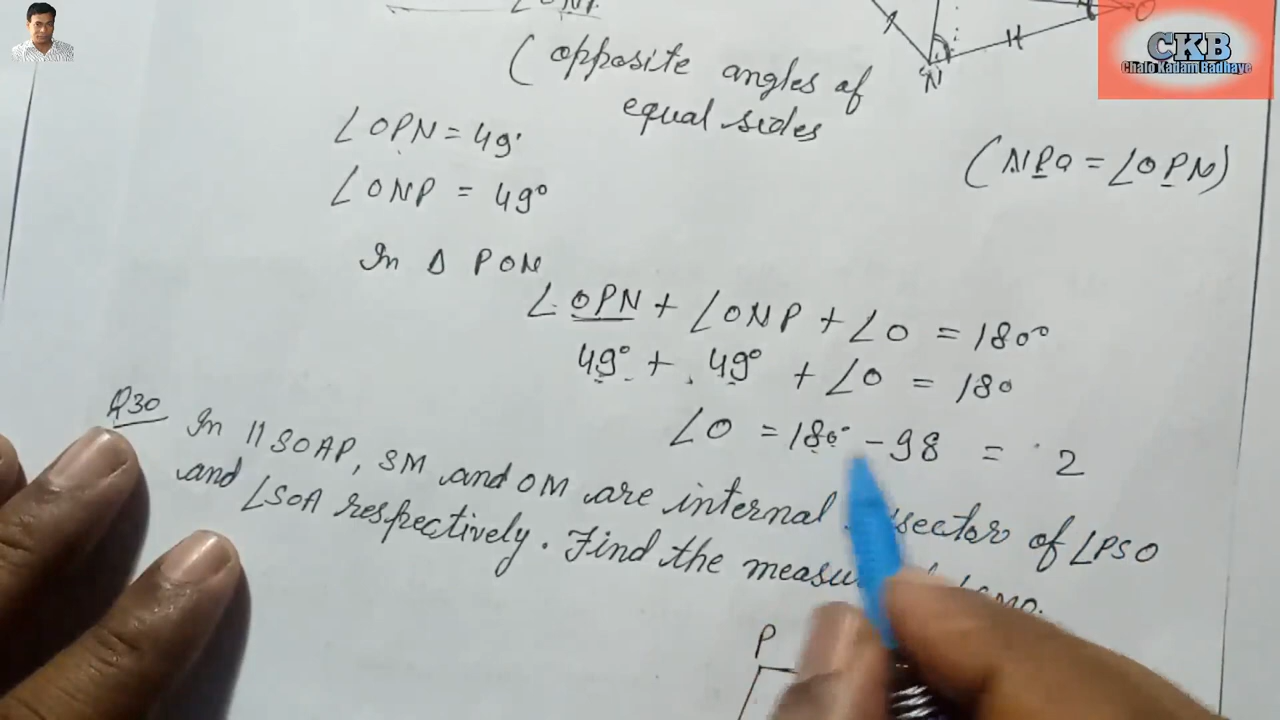 ∠ONP.
( opposite angles of
equal sides
∠OPN = 49°
∠ONP = 49°
(NPQ = ∠OPN)
In Δ PON
∠OPN + ∠ONP + ∠O = 180°
49° + 49° + ∠O = 180
∠O = 180° - 98 = 2
Q30 In ||SOAP, SM and OM are internal of ∠PSO
and ∠SOA respectively. Find the
P
N
O
CKB
Chalo Kadam Badhaye